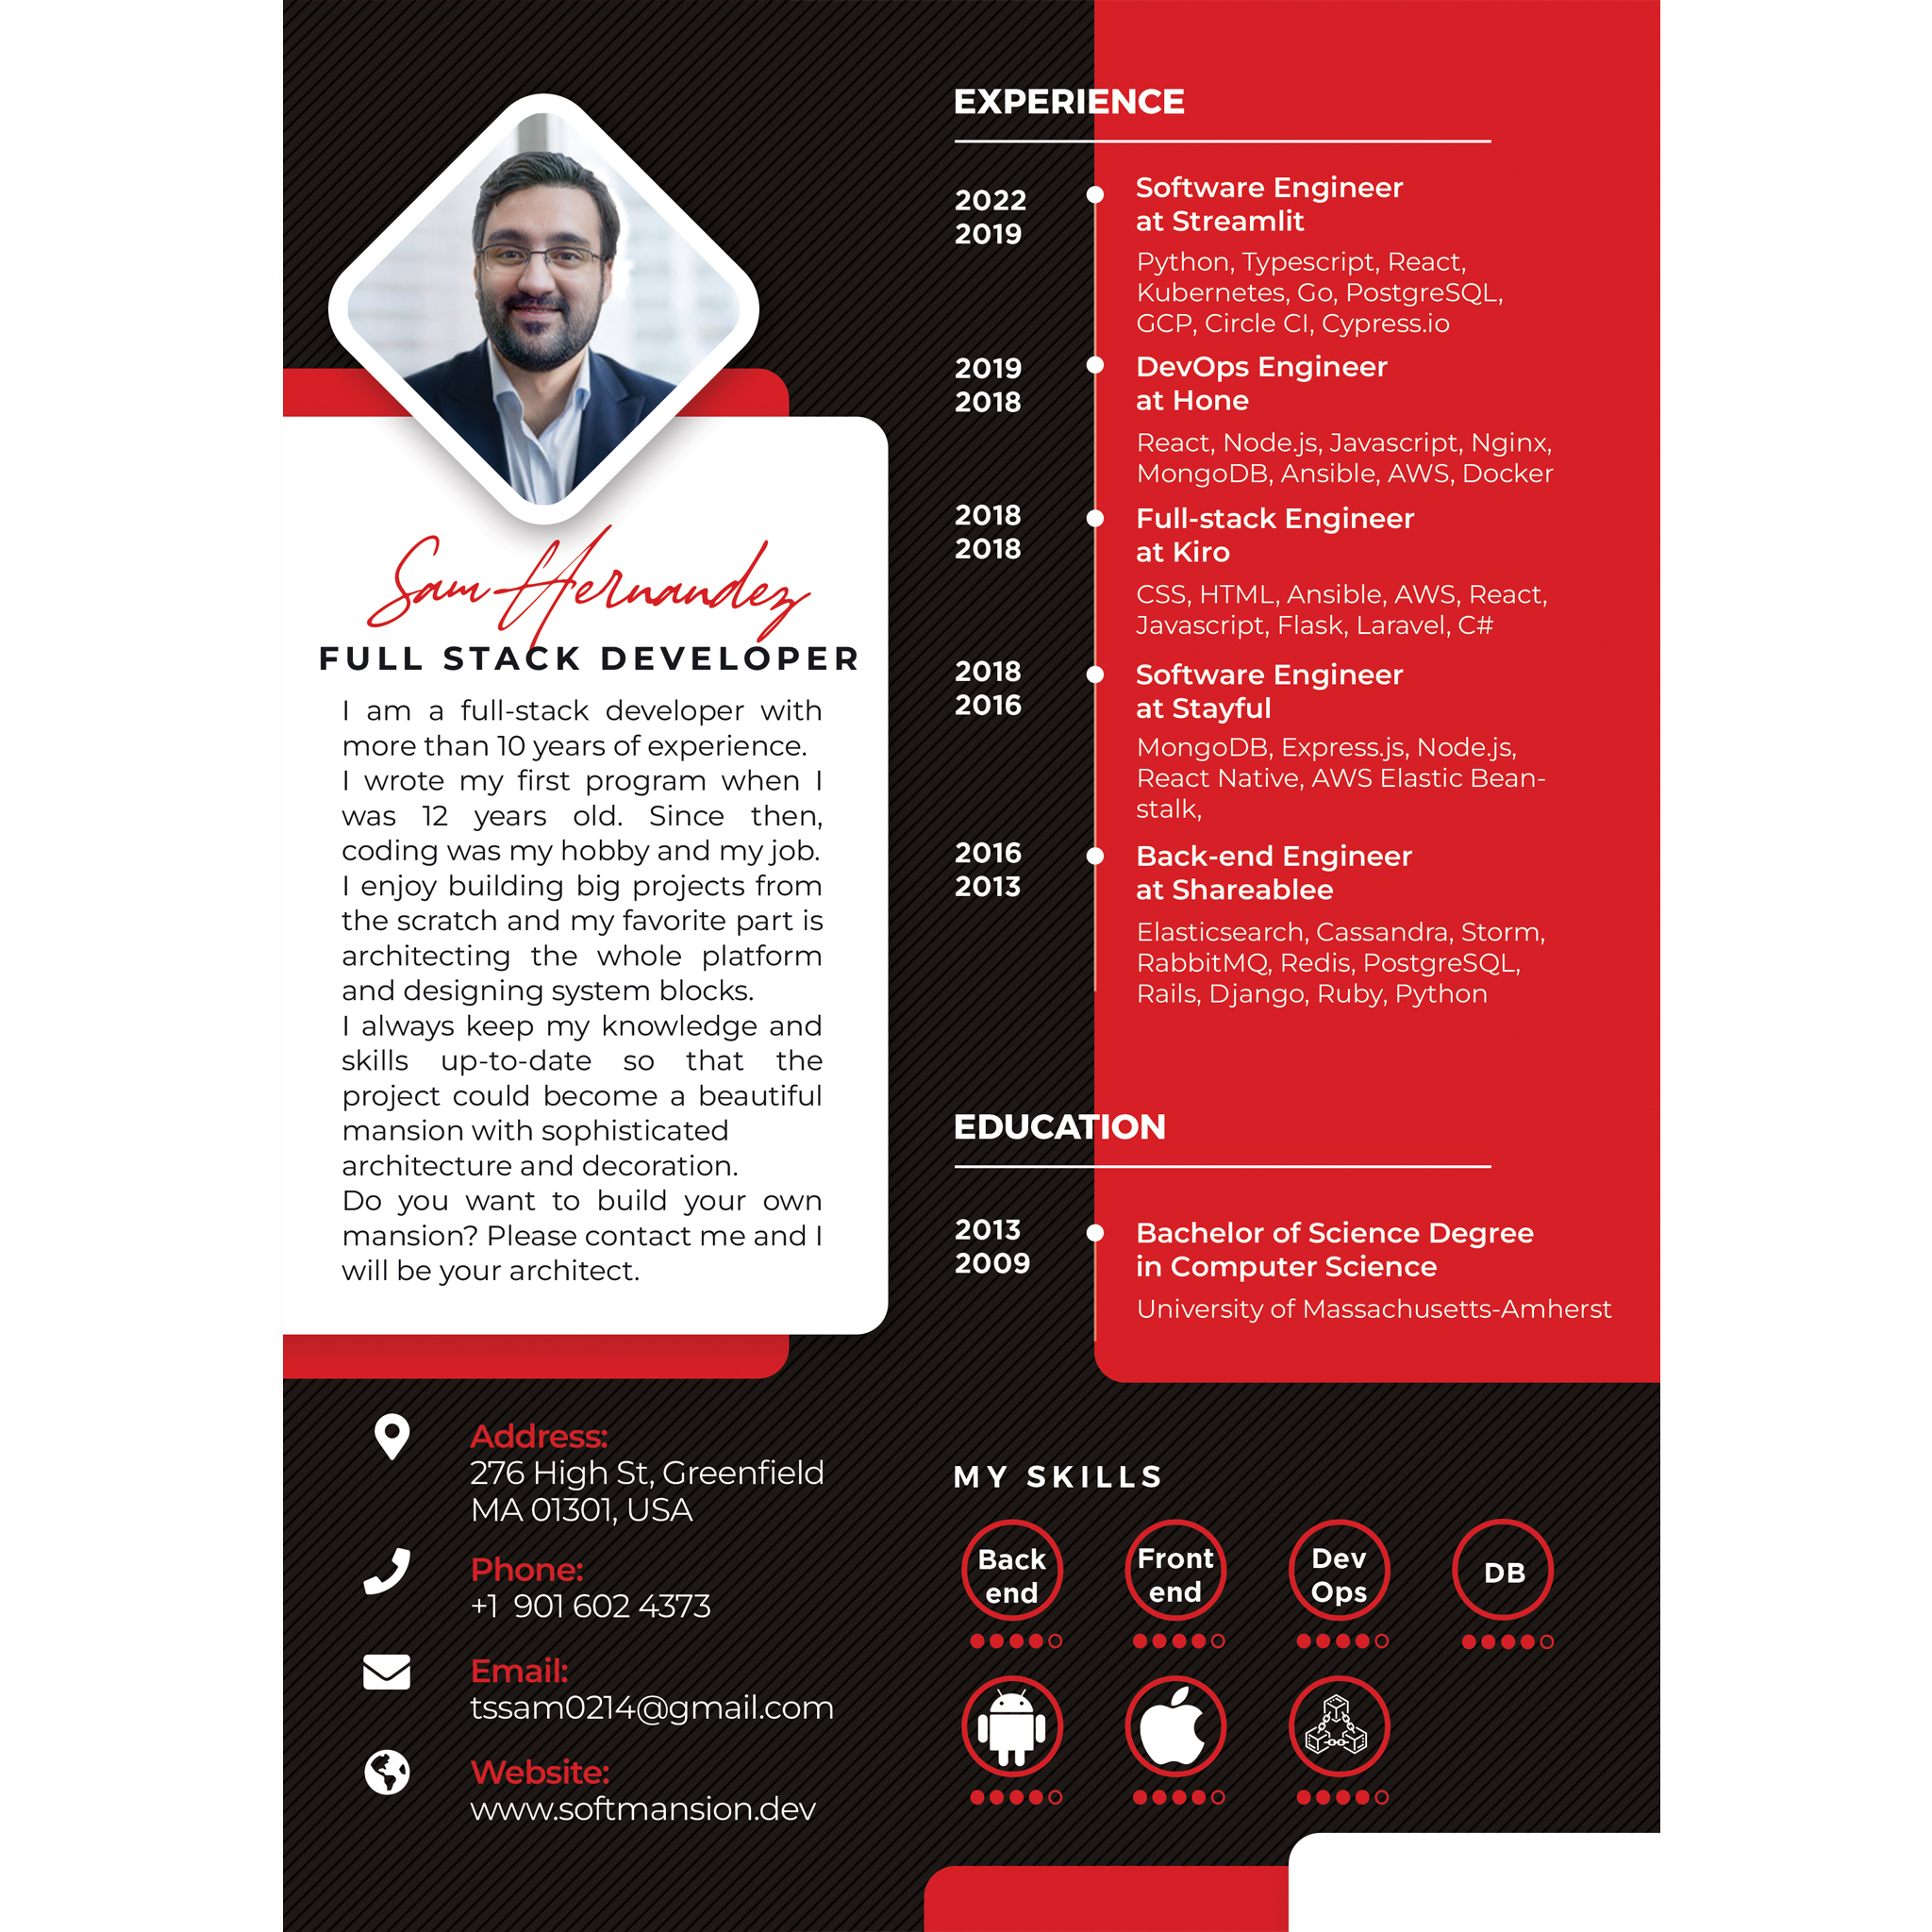 Sam Hernandez
FULL STACK DEVELOPER
I am a full-stack developer with
more than 10 years of experience.
I wrote my first program when I
was 12 years old. Since then,
coding was my hobby and my job.
I enjoy building big projects from
the scratch and my favorite part is
architecting the whole platform
and designing system blocks.
I always keep my knowledge and
skills up-to-date so that the
project could become a beautiful
mansion with sophisticated
architecture and decoration.
Do you want to build your own
mansion? Please contact me and I
will be your architect.
Address:
276 High St, Greenfield
MA 01301, USA
Phone:
+1 901 602 4373
Email:
tssam0214@gmail.com
Website:
www.softmansion.dev
EXPERIENCE
2022
2019
Software Engineer
at Streamlit
Python, Typescript, React,
Kubernetes, Go, PostgreSQL,
GCP, Circle CI, Cypress.io
2019
2018
DevOps Engineer
at Hone
React, Node.js, Javascript, Nginx,
MongoDB, Ansible, AWS, Docker
2018
2018
Full-stack Engineer
at Kiro
CSS, HTML, Ansible, AWS, React,
Javascript, Flask, Laravel, C#
2018
2016
Software Engineer
at Stayful
MongoDB, Express.js, Node.js,
React Native, AWS Elastic Bean-
stalk,
2016
2013
Back-end Engineer
at Shareablee
Elasticsearch, Cassandra, Storm,
RabbitMQ, Redis, PostgreSQL,
Rails, Django, Ruby, Python
EDUCATION
2013
2009
Bachelor of Science Degree
in Computer Science
University of Massachusetts-Amherst
MY SKILLS
Back
end
Front
end
Dev
Ops
DB